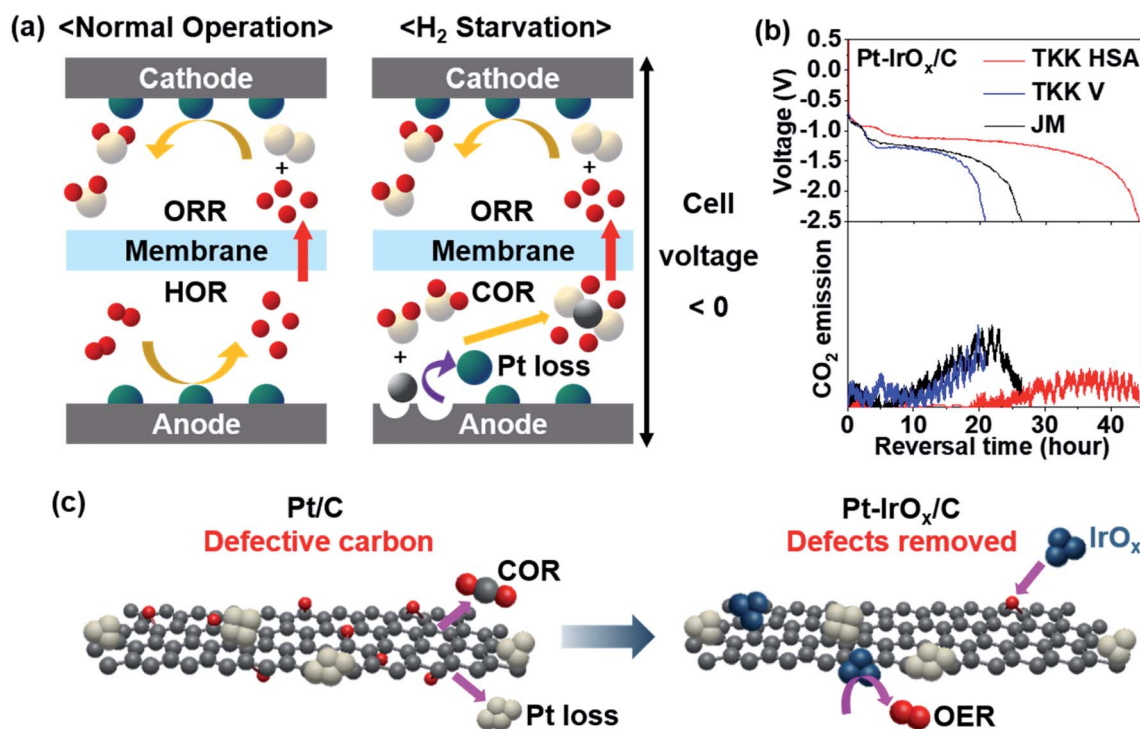 (a) <Normal Operation> <H₂ Starvation>
Cathode Cathode
+ +
ORR ORR
Membrane Membrane
HOR COR
+
Pt loss
Anode Anode
Cell
voltage
< 0
(b)
Pt-IrOₓ/C
TKK HSA
TKK V
JM
Voltage (V)
0.5
0.0
-0.5
-1.0
-1.5
-2.0
-2.5
CO₂ emission
0 10 20 30 40
Reversal time (hour)
(c)
Pt/C
Defective carbon
COR
Pt loss
Pt-IrOₓ/C
Defects removed
IrOₓ
OER